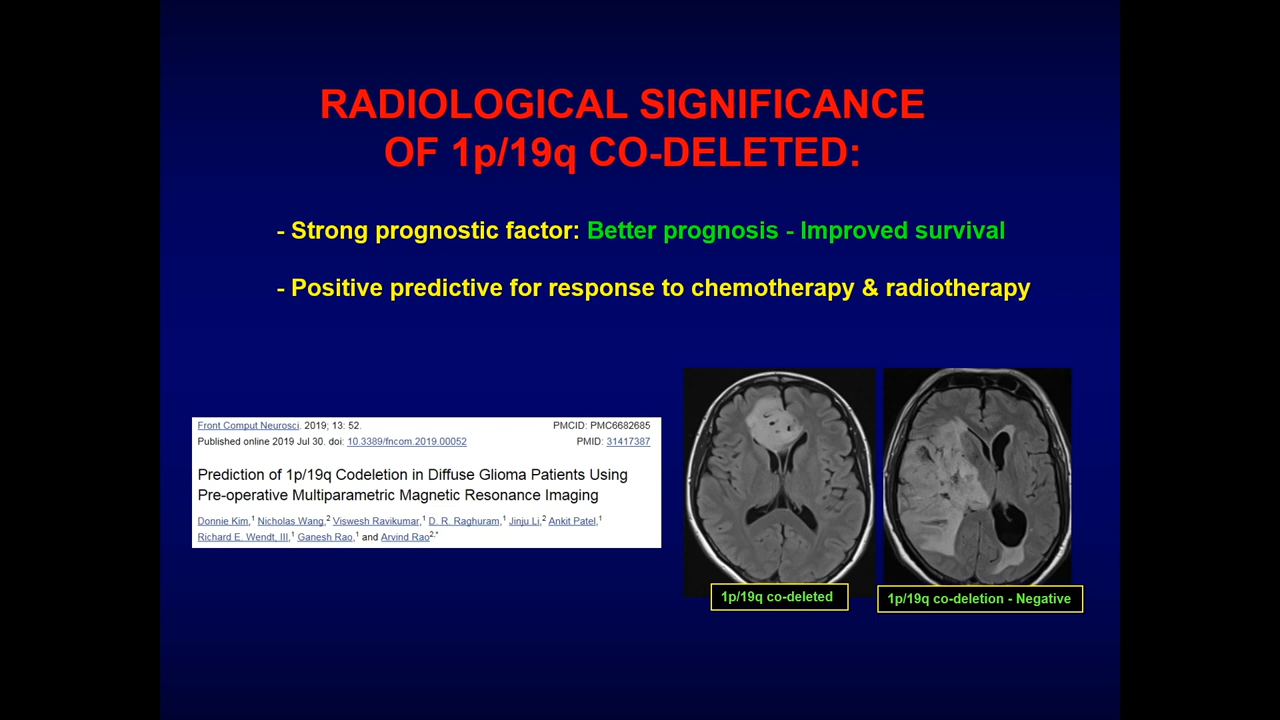 RADIOLOGICAL SIGNIFICANCE
OF 1p/19q CO-DELETED:
- Strong prognostic factor: Better prognosis - Improved survival
- Positive predictive for response to chemotherapy & radiotherapy
Front Comput Neurosci. 2019; 13: 52. PMCID: PMC6682685
Published online 2019 Jul 30. doi: 10.3389/fncom.2019.00052 PMID: 31417387
Prediction of 1p/19q Codeletion in Diffuse Glioma Patients Using
Pre-operative Multiparametric Magnetic Resonance Imaging
Donnie Kim,1 Nicholas Wang,2 Viswesh Ravikumar,1 D. R. Raghuram,1 Jinju Li,2 Ankit Patel,1
Richard E. Wendt, III,1 Ganesh Rao,1 and Arvind Rao2,*
1p/19q co-deleted
1p/19q co-deletion - Negative